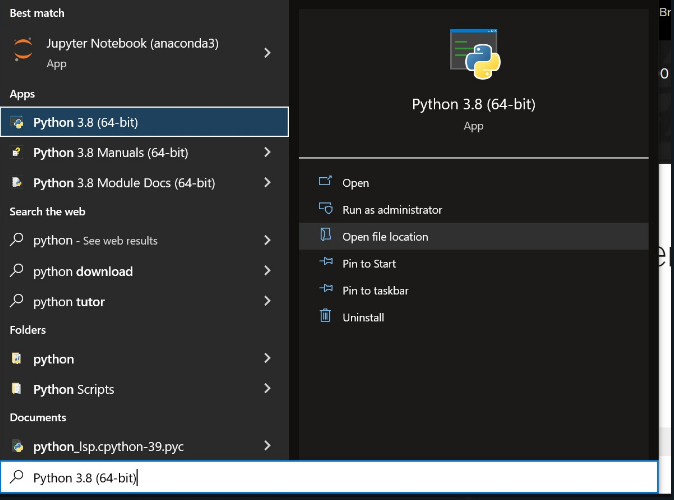 Best match
Jupyter Notebook (anaconda3)
App
Apps
Python 3.8 (64-bit)
Python 3.8 Manuals (64-bit)
Python 3.8 Module Docs (64-bit)
Search the web
python - See web results
python download
python tutor
Folders
python
Python Scripts
Documents
python_lsp.cpython-39.pyc
Python 3.8 (64-bit)
Python 3.8 (64-bit)
App
Open
Run as administrator
Open file location
Pin to Start
Pin to taskbar
Uninstall
Br